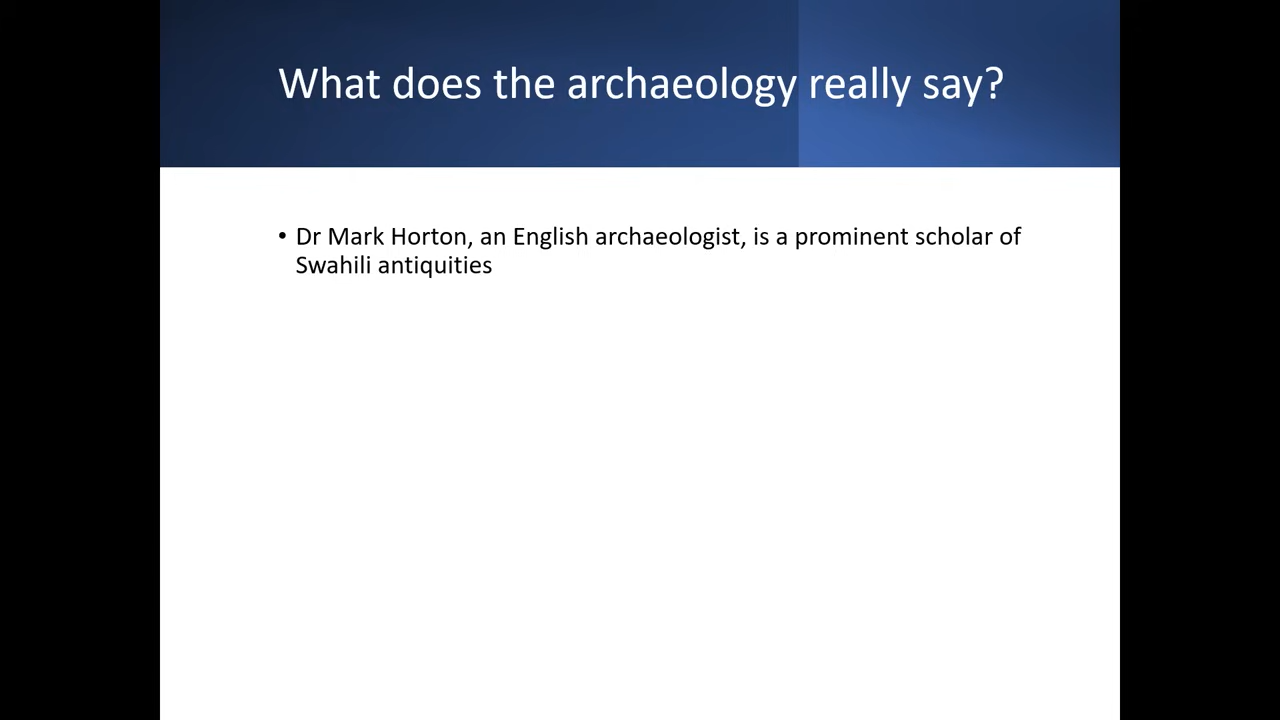 What does the archaeology really say?
• Dr Mark Horton, an English archaeologist, is a prominent scholar of
Swahili antiquities